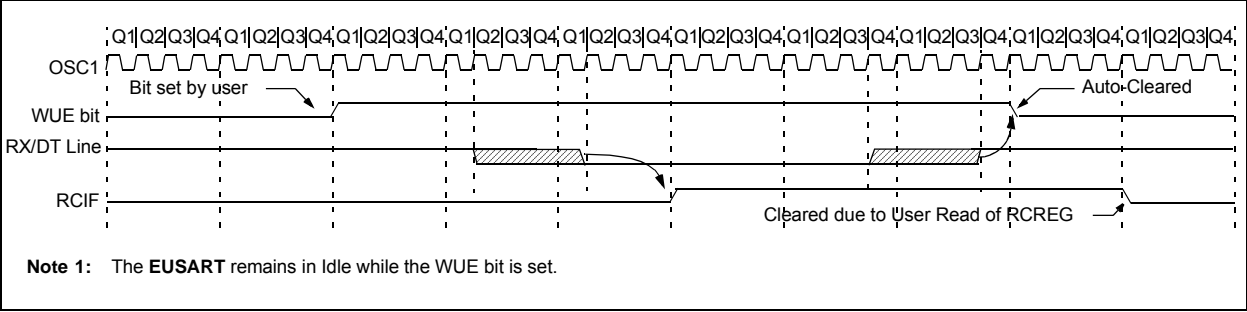 Q1 Q2 Q3 Q4 Q1 Q2 Q3 Q4 Q1 Q2 Q3 Q4 Q1 Q2 Q3 Q4 Q1 Q2 Q3 Q4 Q1 Q2 Q3 Q4 Q1 Q2 Q3 Q4 Q1 Q2 Q3 Q4 Q1 Q2 Q3 Q4 Q1 Q2 Q3 Q4
OSC1
Bit set by user
Auto-Cleared
WUE bit
RX/DT Line
RCIF
Cleared due to User Read of RCREG
Note 1: The EUSART remains in Idle while the WUE bit is set.